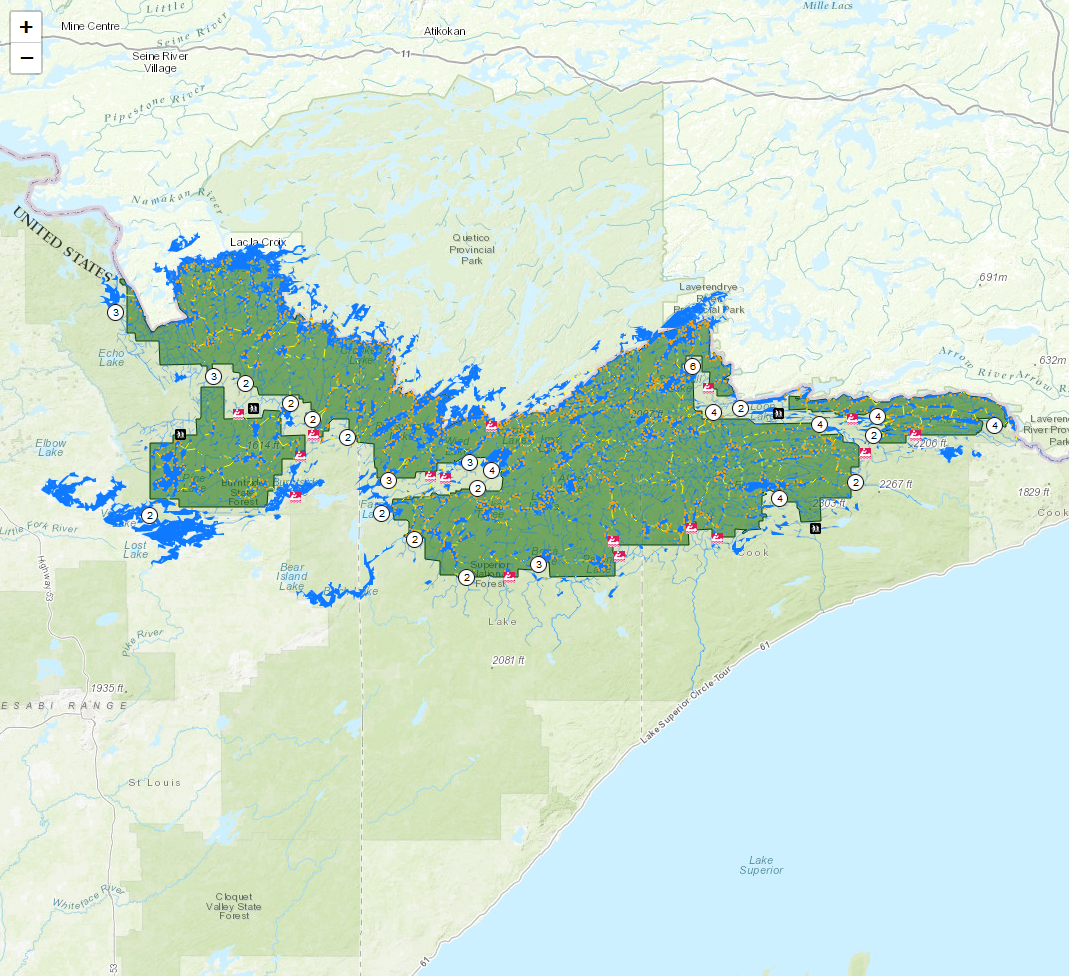 +
−
Mine Centre
Little
Seine River
Mille Lacs
Atikokan
11
Seine River
Village
Pipestone River
Namakan River
UNITED STATES
Lac la Croix
Quetico
Provincial
Park
691m
Laverendrye
River
Provincial Park
3
Echo
Lake
Arrow River
Arrow R
632m
6
3
2
2
2
2
4
2
4
4
4
2
Laveren
River Prov
Park
2206 ft
Elbow
Lake
1614 ft
3
4
3
2
2
2267 ft
1829 ft
Cook
Burntside
State
Forest
2
4
2
Lost
Lake
Little Fork River
2
Bear
Island
Lake
Superior
National
Forest
2
3
Cook
Highway 53
Lake
Pike River
61
2081 ft
1935 ft
ESABI RANGE
Lake Superior Circle Tour
St Louis
Lake
Superior
Whiteface River
Cloquet
Valley State
Forest
53
61